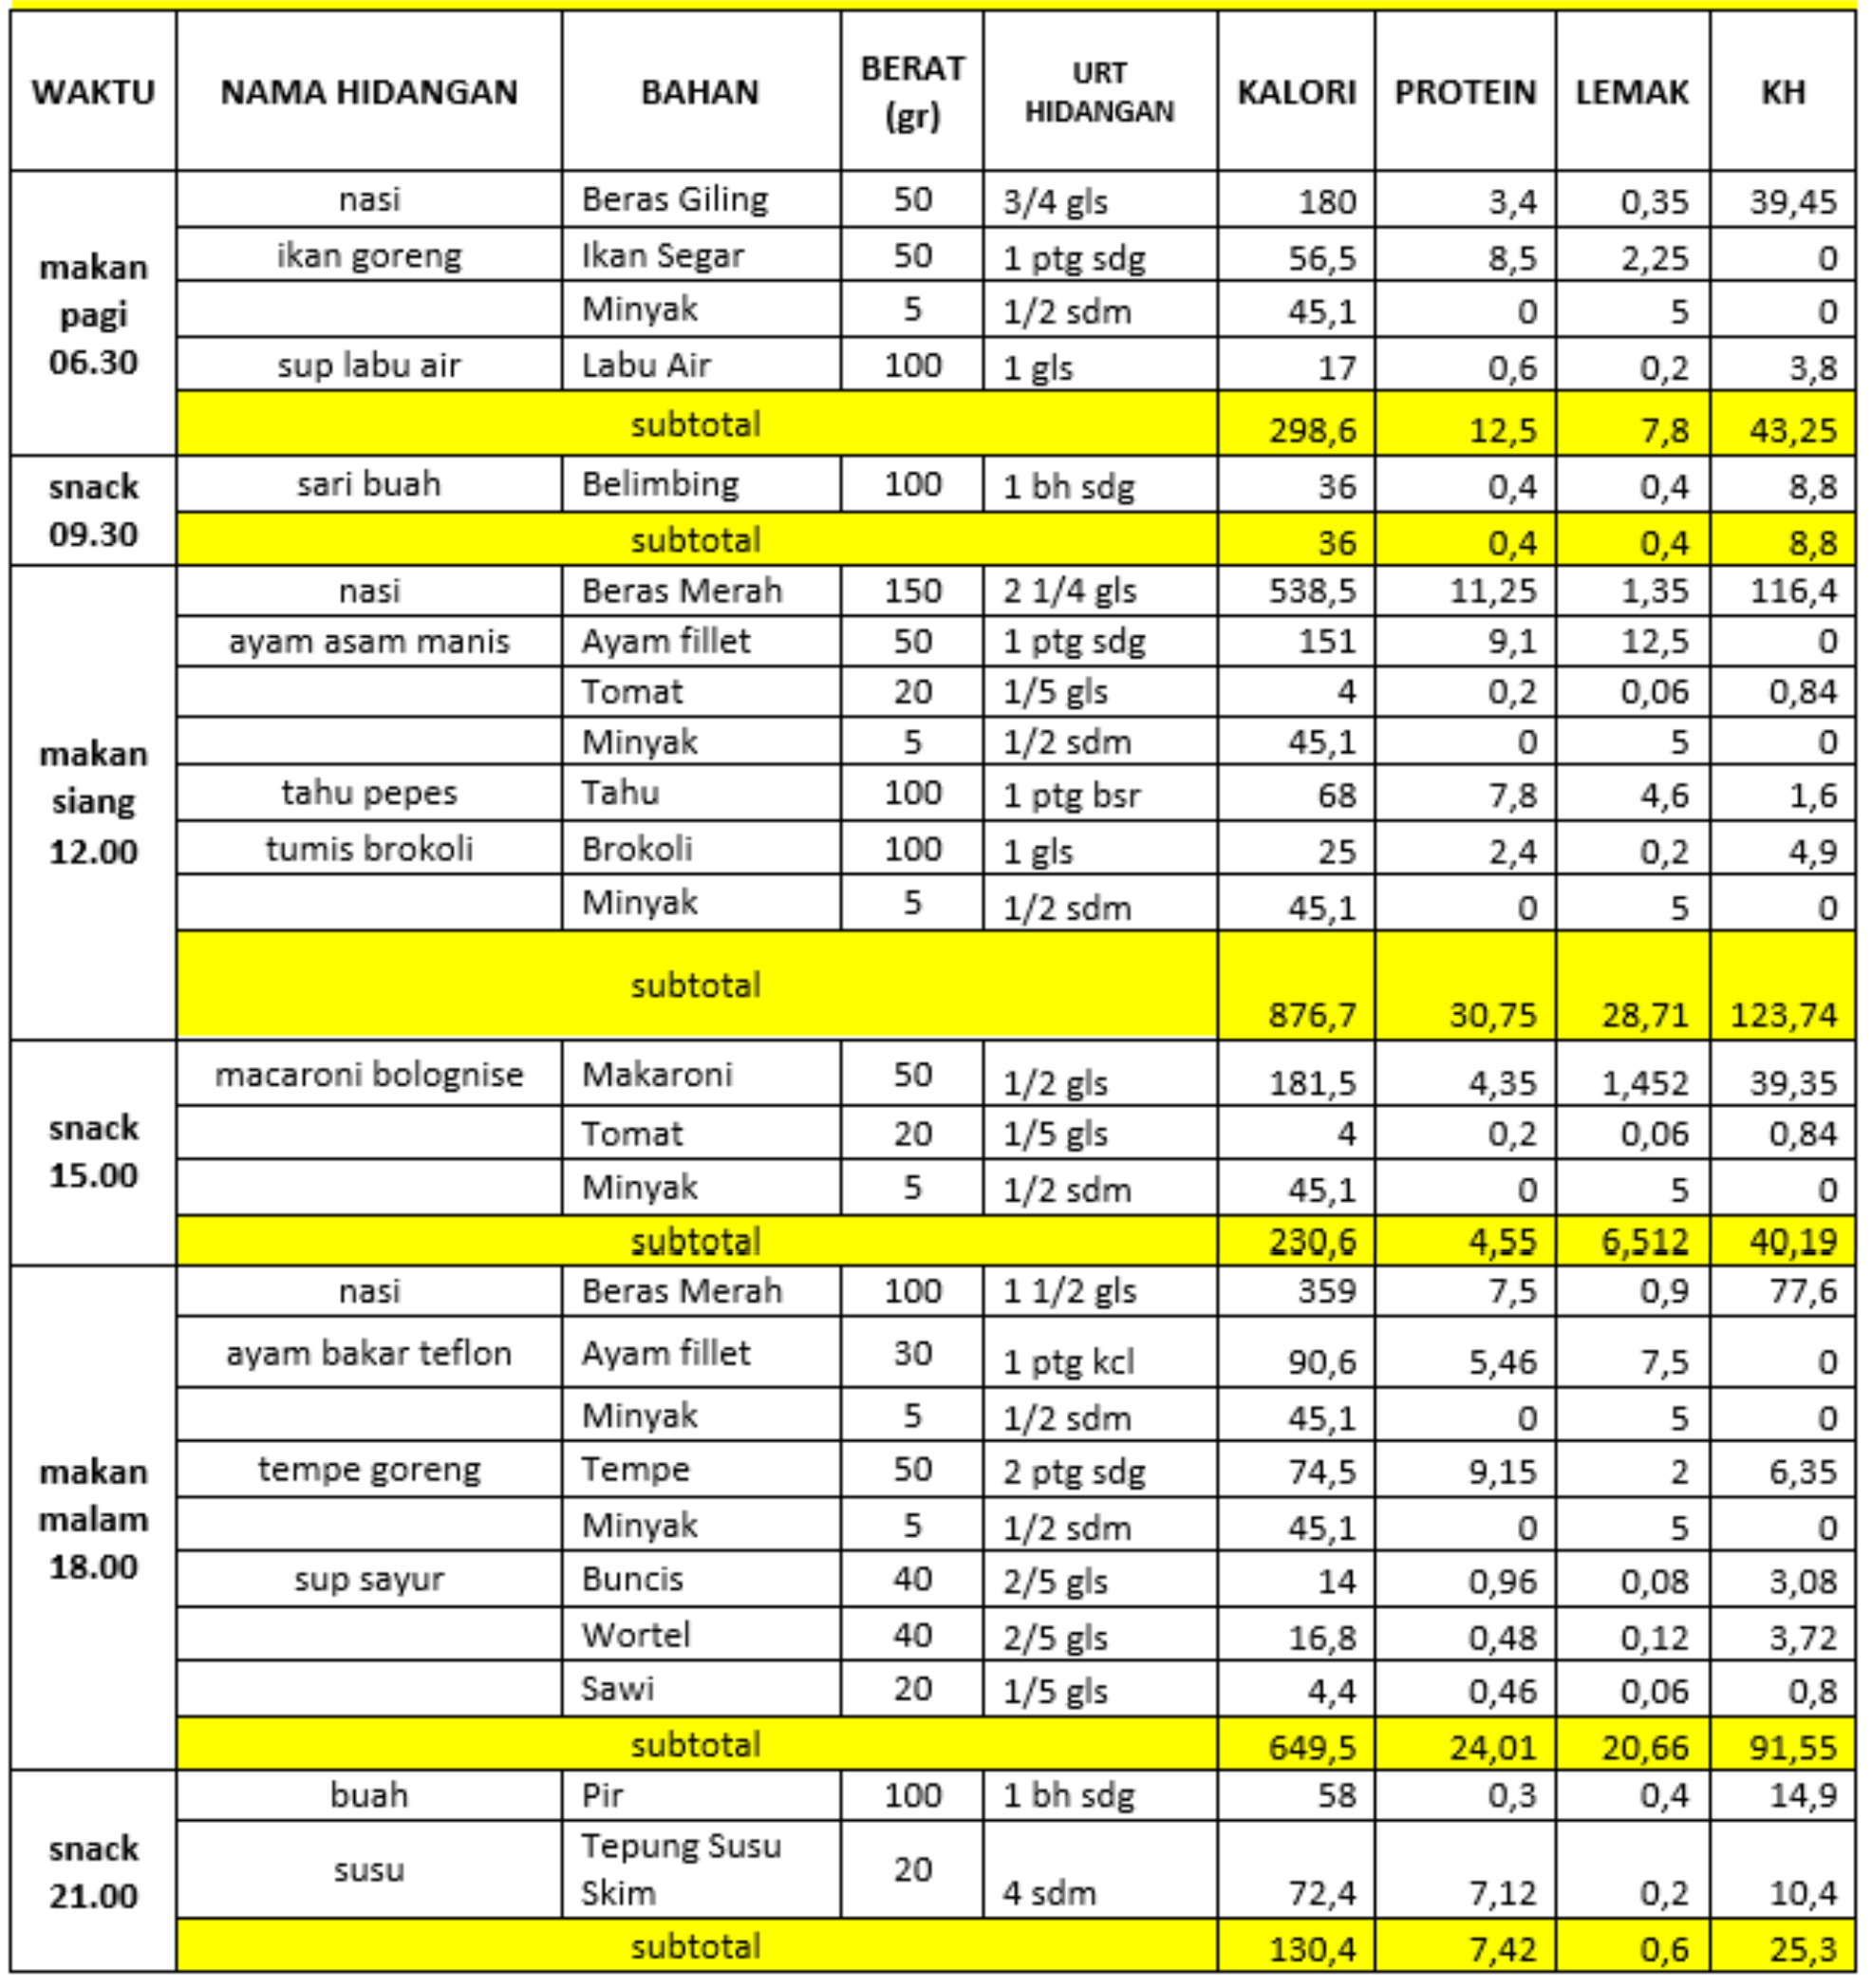 WAKTU NAMA HIDANGAN BAHAN BERAT (gr) URT HIDANGAN KALORI PROTEIN LEMAK KH
makan pagi 06.30
nasi Beras Giling 50 3/4 gls 180 3,4 0,35 39,45
ikan goreng Ikan Segar 50 1 ptg sdg 56,5 8,5 2,25 0
Minyak 5 1/2 sdm 45,1 0 5 0
sup labu air Labu Air 100 1 gls 17 0,6 0,2 3,8
subtotal 298,6 12,5 7,8 43,25
snack 09.30
sari buah Belimbing 100 1 bh sdg 36 0,4 0,4 8,8
subtotal 36 0,4 0,4 8,8
makan siang 12.00
nasi Beras Merah 150 2 1/4 gls 538,5 11,25 1,35 116,4
ayam asam manis Ayam fillet 50 1 ptg sdg 151 9,1 12,5 0
Tomat 20 1/5 gls 4 0,2 0,06 0,84
Minyak 5 1/2 sdm 45,1 0 5 0
tahu pepes Tahu 100 1 ptg bsr 68 7,8 4,6 1,6
tumis brokoli Brokoli 100 1 gls 25 2,4 0,2 4,9
Minyak 5 1/2 sdm 45,1 0 5 0
subtotal 876,7 30,75 28,71 123,74
snack 15.00
macaroni bolognise Makaroni 50 1/2 gls 181,5 4,35 1,452 39,35
Tomat 20 1/5 gls 4 0,2 0,06 0,84
Minyak 5 1/2 sdm 45,1 0 5 0
subtotal 230,6 4,55 6,512 40,19
makan malam 18.00
nasi Beras Merah 100 1 1/2 gls 359 7,5 0,9 77,6
ayam bakar teflon Ayam fillet 30 1 ptg kcl 90,6 5,46 7,5 0
Minyak 5 1/2 sdm 45,1 0 5 0
tempe goreng Tempe 50 2 ptg sdg 74,5 9,15 2 6,35
Minyak 5 1/2 sdm 45,1 0 5 0
sup sayur Buncis 40 2/5 gls 14 0,96 0,08 3,08
Wortel 40 2/5 gls 16,8 0,48 0,12 3,72
Sawi 20 1/5 gls 4,4 0,46 0,06 0,8
subtotal 649,5 24,01 20,66 91,55
snack 21.00
buah Pir 100 1 bh sdg 58 0,3 0,4 14,9
susu Tepung Susu Skim 20 4 sdm 72,4 7,12 0,2 10,4
subtotal 130,4 7,42 0,6 25,3